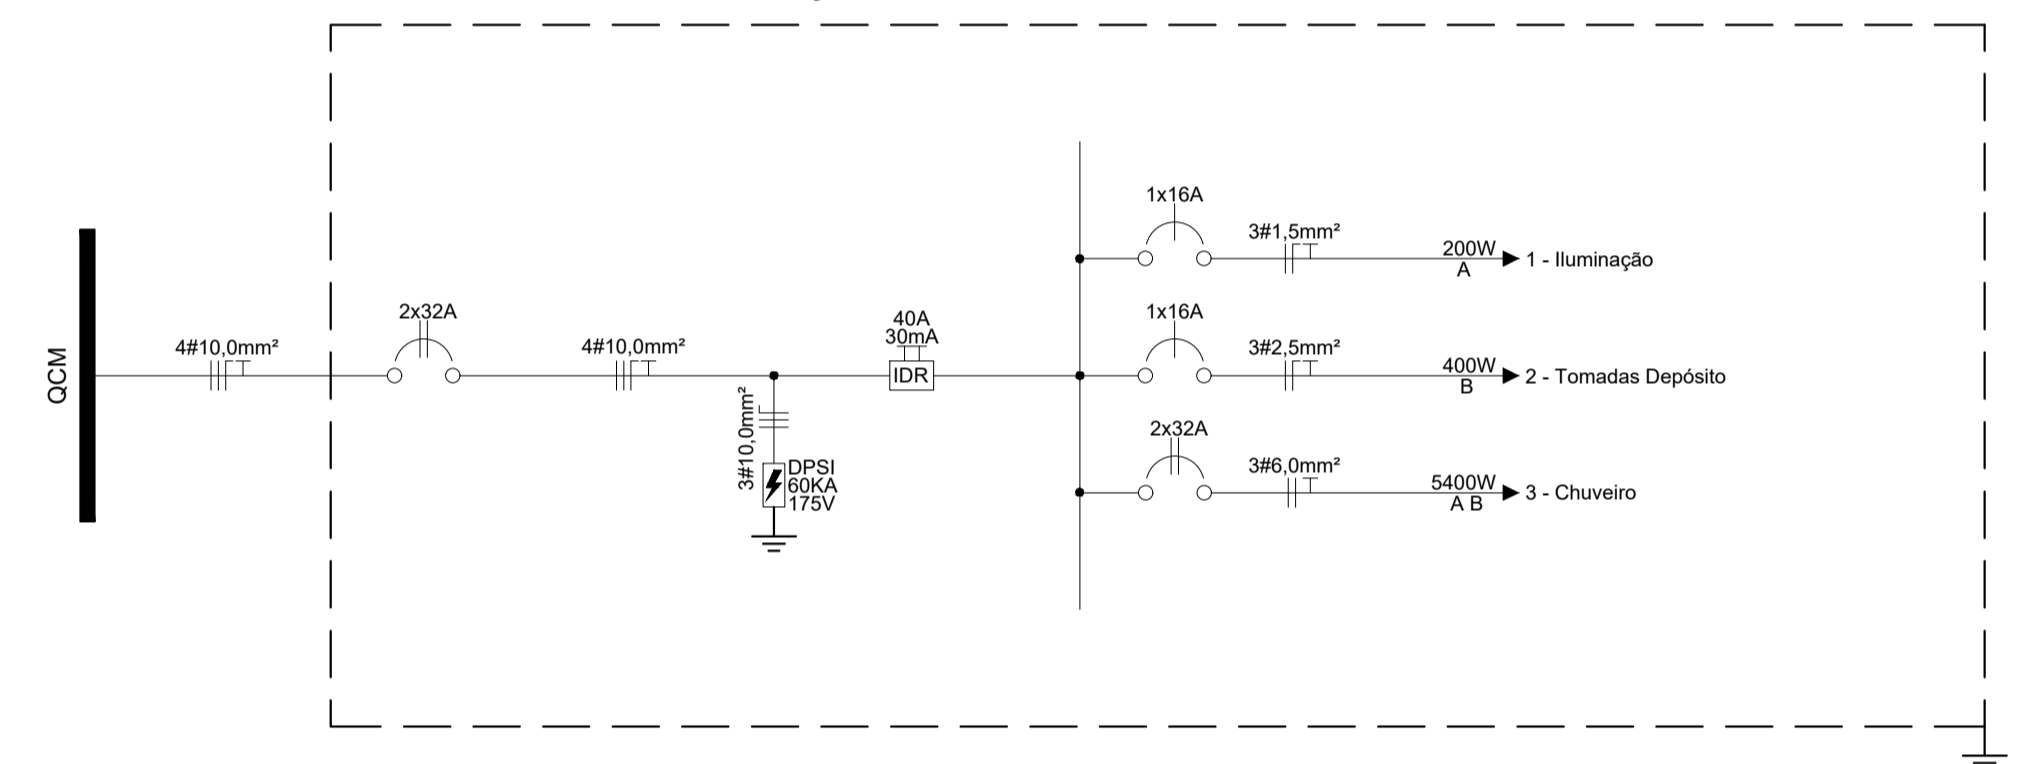 QCM
4#10,0mm²
2x32A
4#10,0mm²
3#10,0mm²
DPSI
60KA
175V
40A
30mA
IDR
1x16A
3#1,5mm²
200W
A
1 - Iluminação
1x16A
3#2,5mm²
400W
B
2 - Tomadas Depósito
2x32A
3#6,0mm²
5400W
A B
3 - Chuveiro